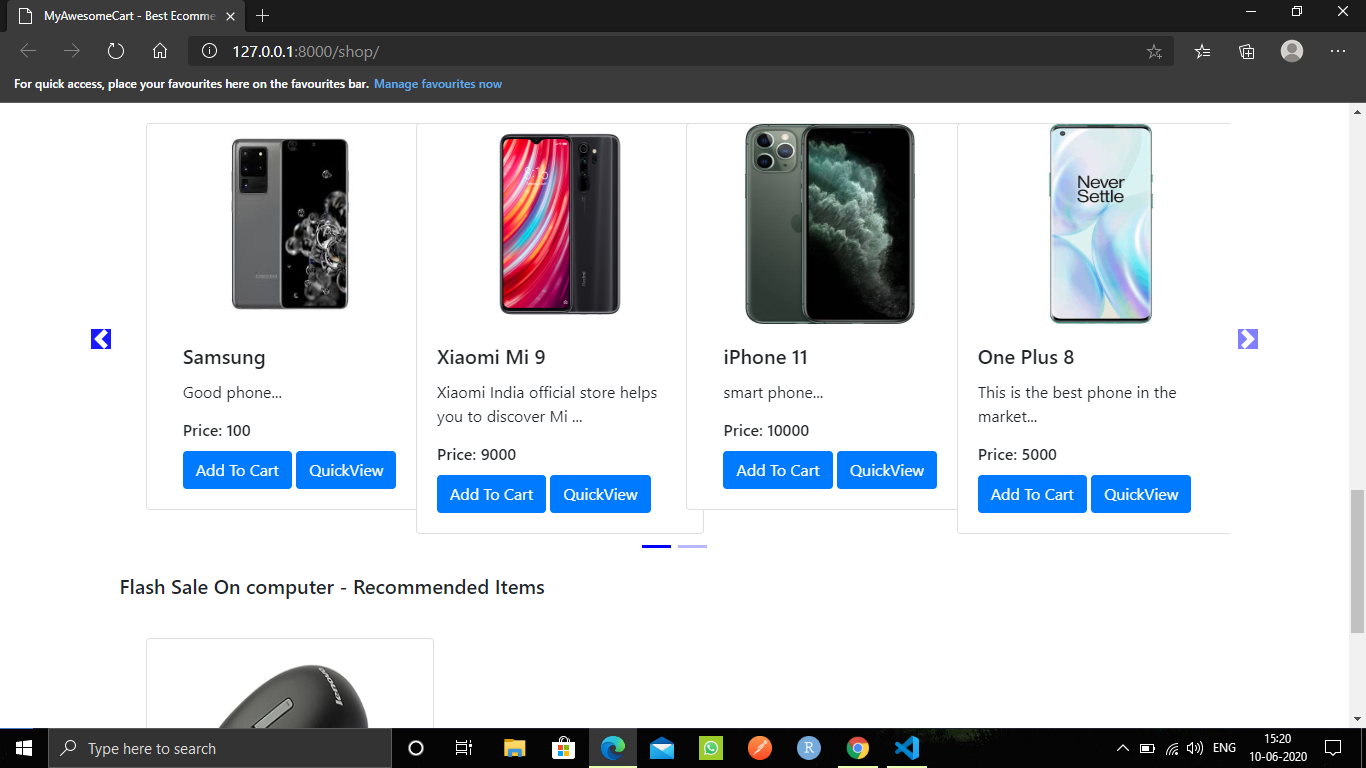 MyAwesomeCart - Best Ecomme
127.0.0.1:8000/shop/
For quick access, place your favourites here on the favourites bar. Manage favourites now
SAMSUNG
Redmi
Never
Settle
Samsung
Good phone...
Price: 100
Add To Cart QuickView
Xiaomi Mi 9
Xiaomi India official store helps
you to discover Mi ...
Price: 9000
Add To Cart QuickView
iPhone 11
smart phone...
Price: 10000
Add To Cart QuickView
One Plus 8
This is the best phone in the
market...
Price: 5000
Add To Cart QuickView
Flash Sale On computer - Recommended Items
lenovo
Type here to search
R
ENG
15:20
10-06-2020